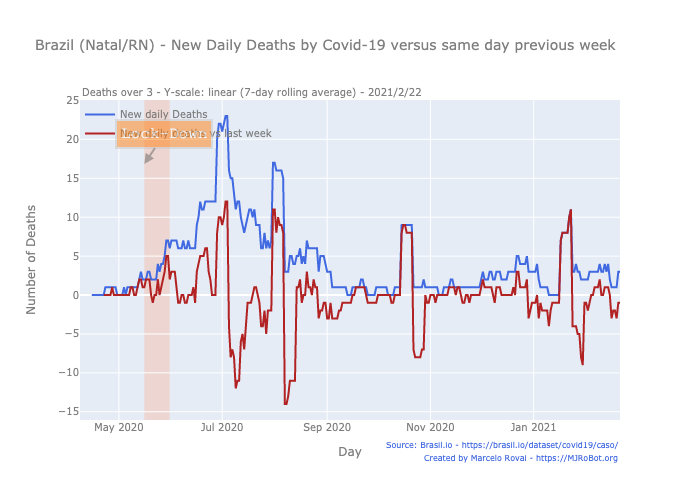 Brazil (Natal/RN) - New Daily Deaths by Covid-19 versus same day previous week
Deaths over 3 - Y-scale: linear (7-day rolling average) - 2021/2/22
New daily Deaths
New daily Deaths vs last week
Lock Down
25
20
15
10
5
0
−5
−10
−15
Number of Deaths
May 2020
Jul 2020
Sep 2020
Nov 2020
Jan 2021
Day
Source: Brasil.io - https://brasil.io/dataset/covid19/caso/
Created by Marcelo Rovai - https://MJRoBot.org